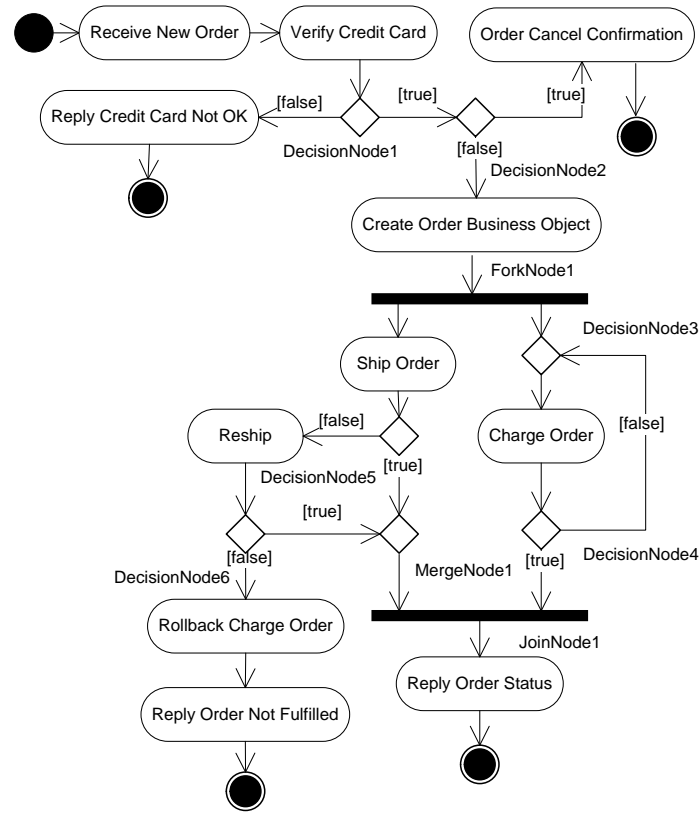 Receive New Order
Verify Credit Card
Order Cancel Confirmation
[false]
[true]
[true]
Reply Credit Card Not OK
DecisionNode1
[false]
DecisionNode2
Create Order Business Object
ForkNode1
DecisionNode3
Ship Order
[false]
[false]
Reship
Charge Order
[true]
DecisionNode5
[true]
[false]
[true]
DecisionNode4
DecisionNode6
MergeNode1
Rollback Charge Order
JoinNode1
Reply Order Status
Reply Order Not Fulfilled